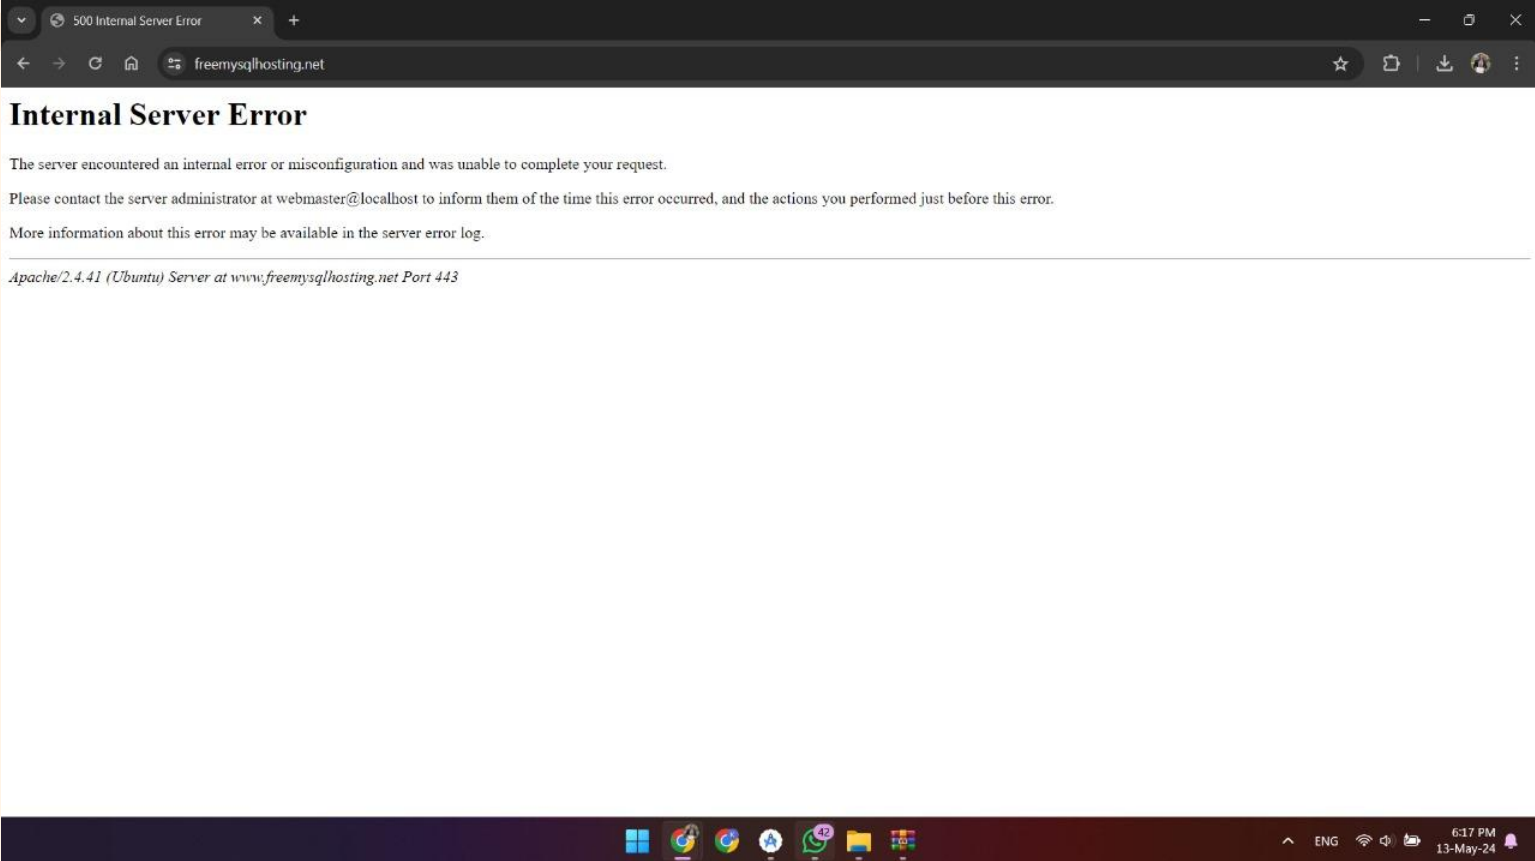 500 Internal Server Error
freemysqlhosting.net
Internal Server Error
The server encountered an internal error or misconfiguration and was unable to complete your request.
Please contact the server administrator at webmaster@localhost to inform them of the time this error occurred, and the actions you performed just before this error.
More information about this error may be available in the server error log.
Apache/2.4.41 (Ubuntu) Server at www.freemysqlhosting.net Port 443
42
ENG
6:17 PM
13-May-24